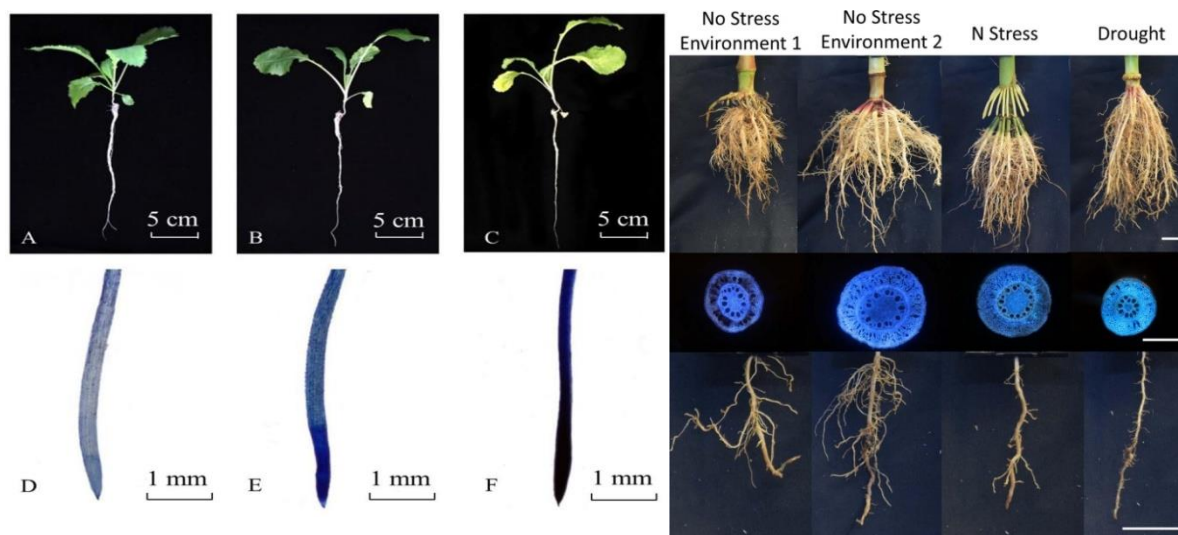 A
5 cm
B
5 cm
C
5 cm
D
1 mm
E
1 mm
F
1 mm
No Stress
Environment 1
No Stress
Environment 2
N Stress
Drought